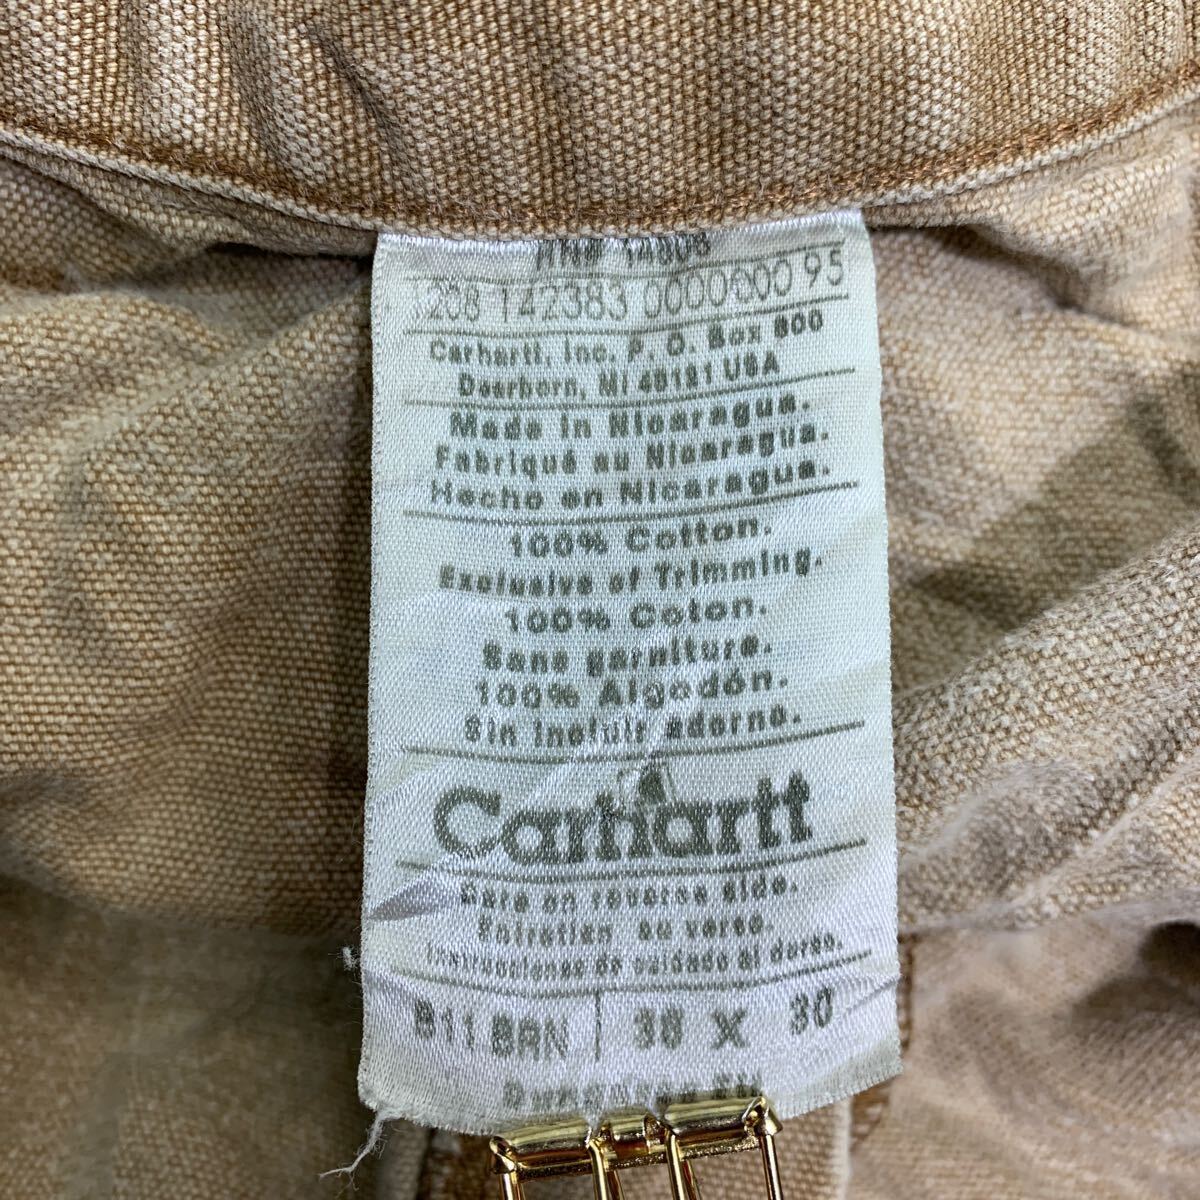 RN# 14806
1208 142383 0000000 95
Carhartt, Inc. P. O. Box 600
Dearborn, MI 48121 USA
Made in Nicaragua.
Fabriqué au Nicaragua.
Hecho en Nicaragua.
100% Cotton.
Exclusive of Trimming.
100% Coton.
Sans garniture.
100% Algodón.
Sin incluir adorno.
Carhartt
Care on reverse side.
Entretien au verso.
Instrucciones de cuidado al dorso.
B11 BRN 36 X 30